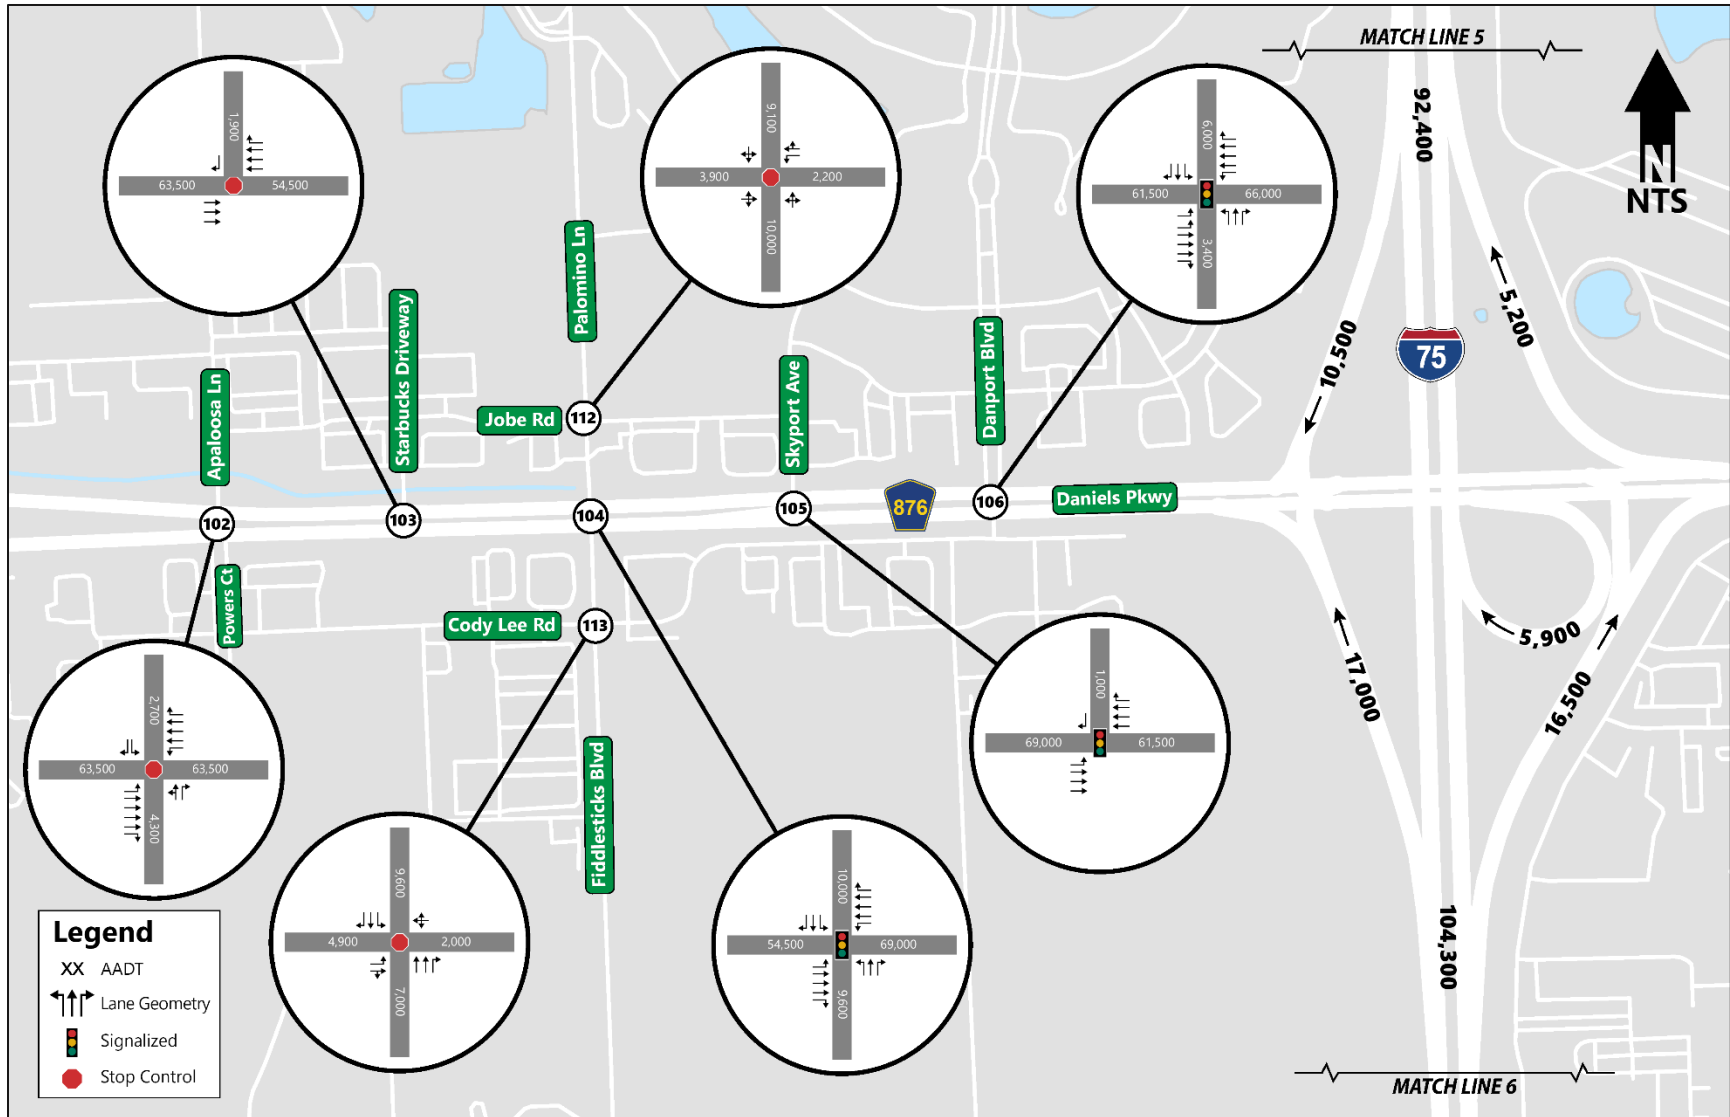 MATCH LINE 5
N
NTS
92,400
10,500
5,200
75
5,900
17,000
16,500
104,300
MATCH LINE 6
1,900
63,500
54,500
9,100
3,900
2,200
10,000
6,000
61,500
66,000
3,400
Palomino Ln
Starbucks Driveway
Apaloosa Ln
Jobe Rd
112
Skyport Ave
Danport Blvd
102
103
104
105
876
106
Daniels Pkwy
Powers Ct
Cody Lee Rd
113
Fiddlesticks Blvd
2,700
63,500
63,500
4,300
9,600
4,900
2,000
7,000
10,000
54,500
69,000
9,600
1,000
69,000
61,500
Legend
XX AADT
Lane Geometry
Signalized
Stop Control